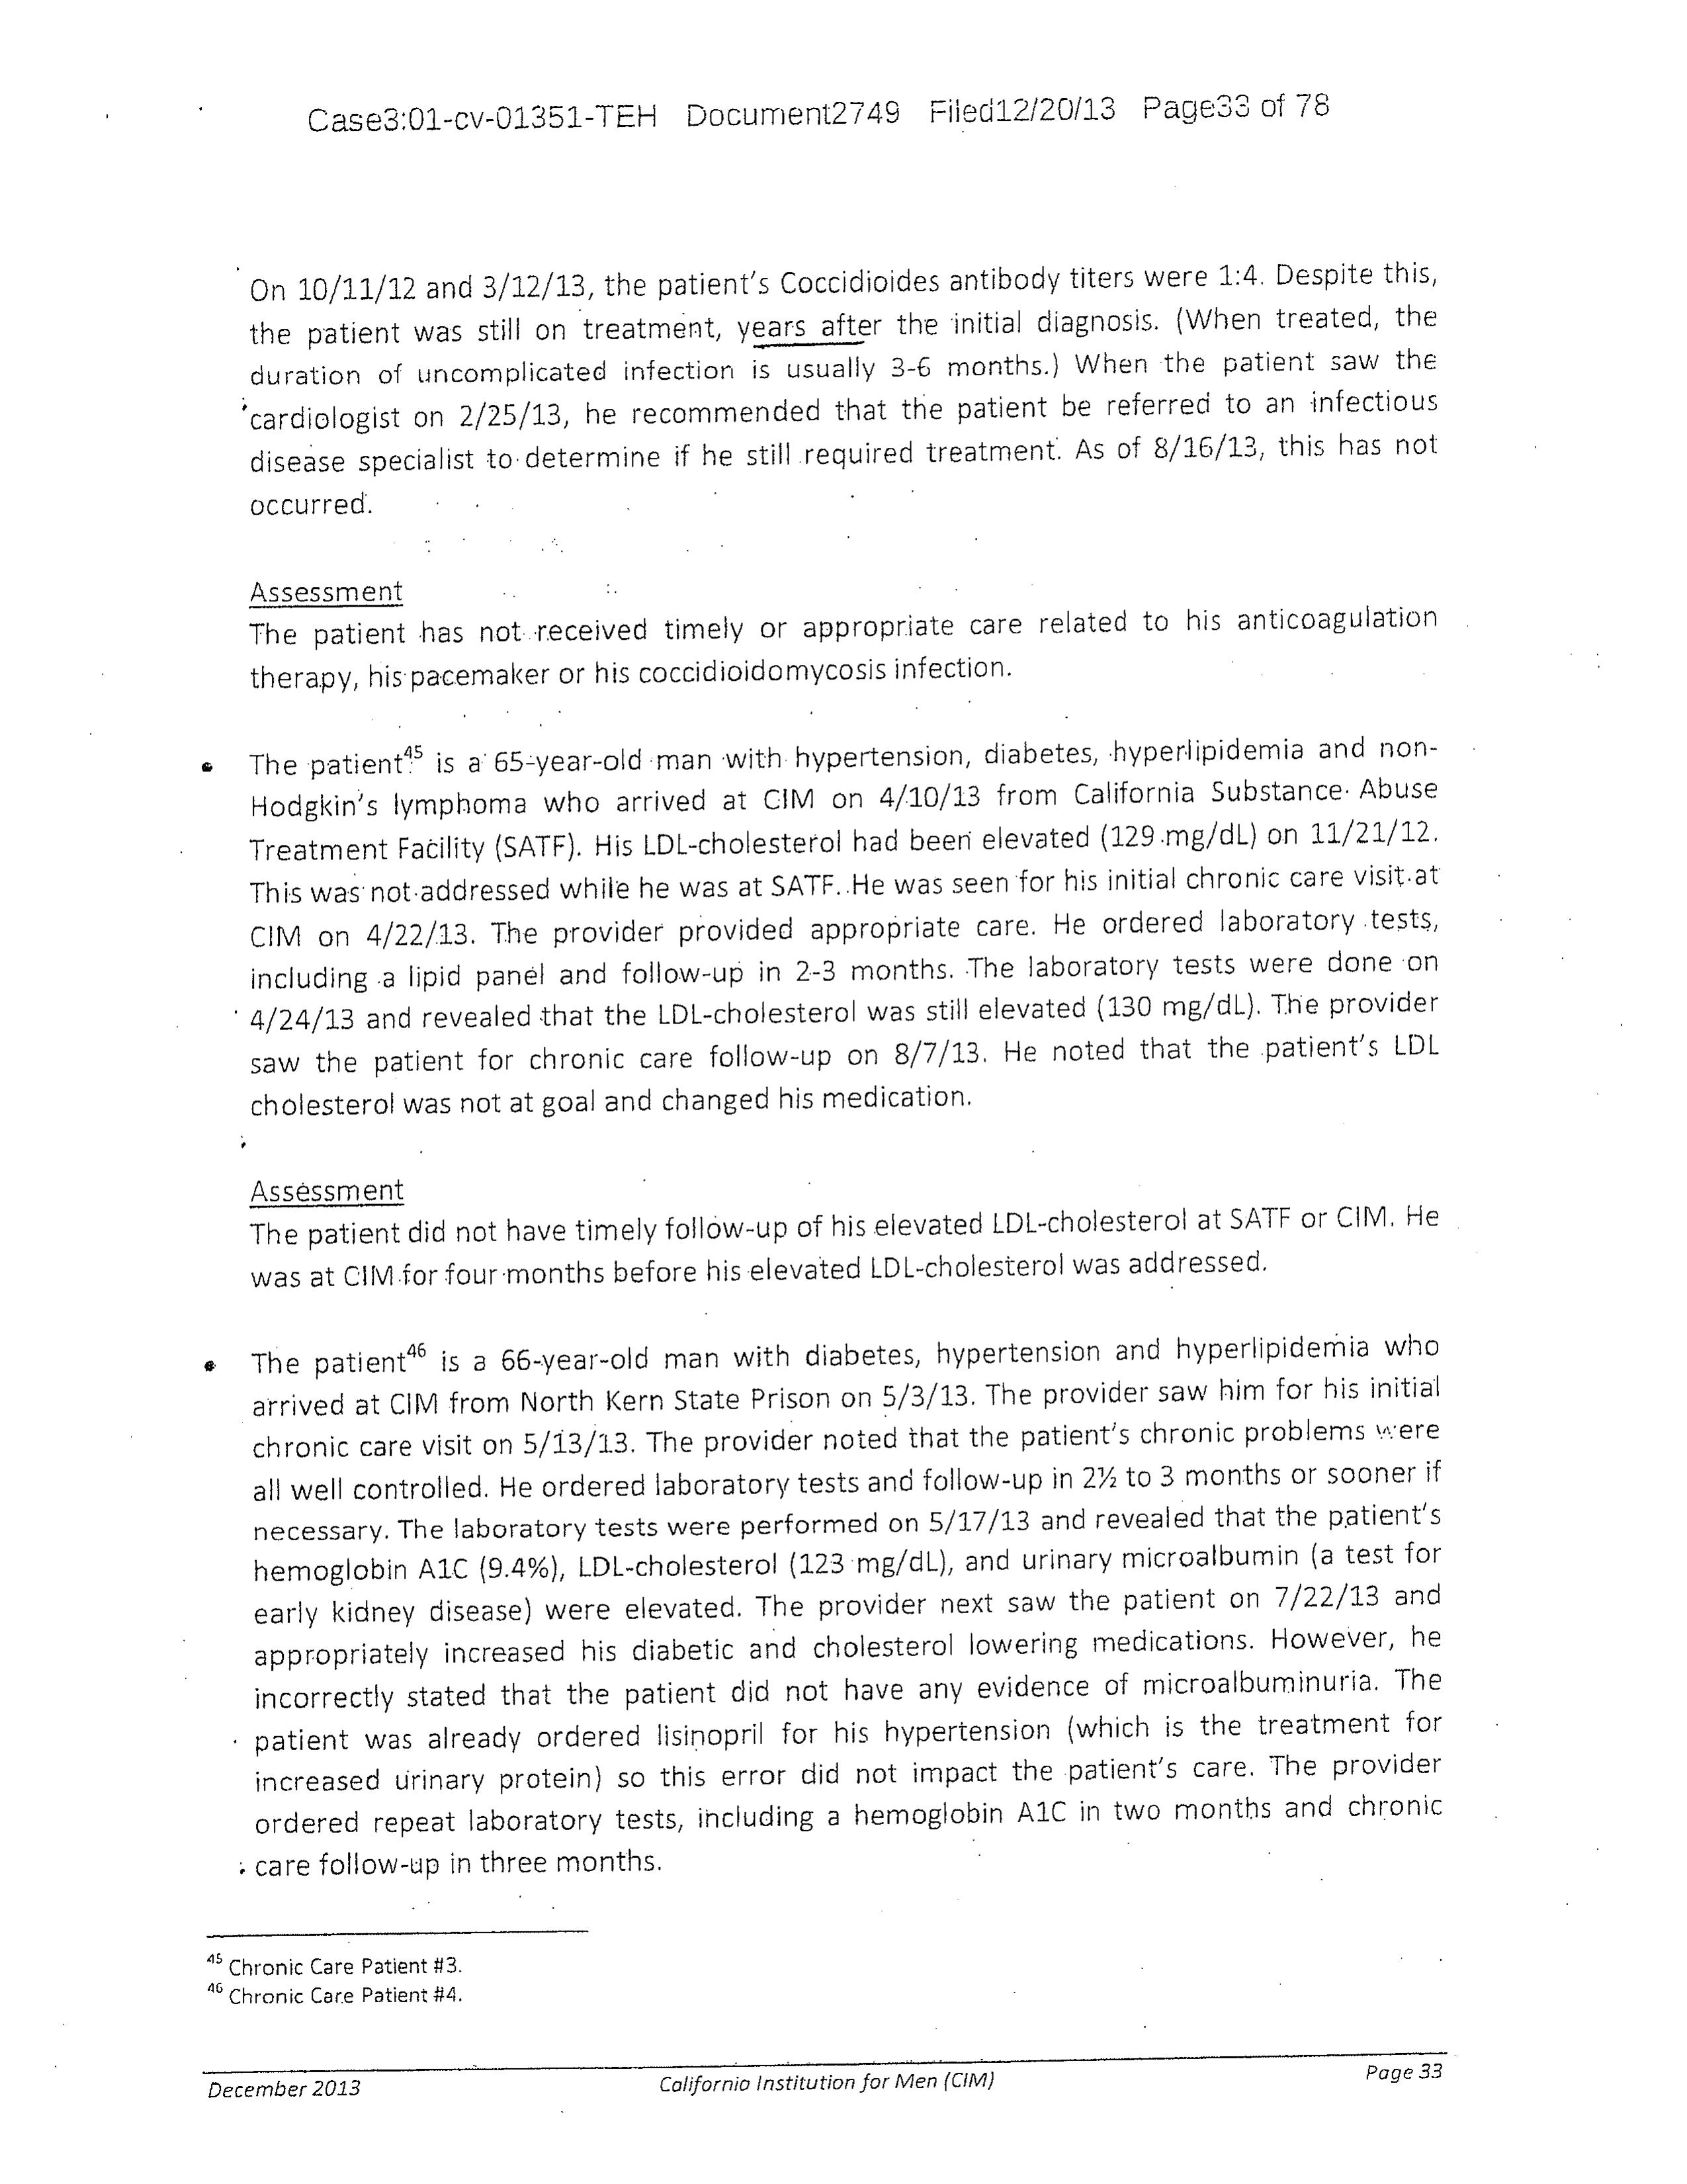 Case3:01-cv-01351-TEH Document2749 Filed12/20/13 Page33 of 78
On 10/11/12 and 3/12/13, the patient's Coccidioides antibody titers were 1:4. Despite this,
the patient was still on treatment, years after the initial diagnosis. (When treated, the
duration of uncomplicated infection is usually 3-6 months.) When the patient saw the
cardiologist on 2/25/13, he recommended that the patient be referred to an infectious
disease specialist to determine if he still required treatment. As of 8/16/13, this has not
occurred.
Assessment
The patient has not received timely or appropriate care related to his anticoagulation
therapy, his pacemaker or his coccidioidomycosis infection.
• The patient45 is a 65-year-old man with hypertension, diabetes, hyperlipidemia and non-
Hodgkin's lymphoma who arrived at CIM on 4/10/13 from California Substance Abuse
Treatment Facility (SATF). His LDL-cholesterol had been elevated (129 mg/dL) on 11/21/12.
This was not addressed while he was at SATF. He was seen for his initial chronic care visit at
CIM on 4/22/13. The provider provided appropriate care. He ordered laboratory tests,
including a lipid panel and follow-up in 2-3 months. The laboratory tests were done on
4/24/13 and revealed that the LDL-cholesterol was still elevated (130 mg/dL). The provider
saw the patient for chronic care follow-up on 8/7/13. He noted that the patient's LDL
cholesterol was not at goal and changed his medication.
Assessment
The patient did not have timely follow-up of his elevated LDL-cholesterol at SATF or CIM. He
was at CIM for four months before his elevated LDL-cholesterol was addressed.
• The patient46 is a 66-year-old man with diabetes, hypertension and hyperlipidemia who
arrived at CIM from North Kern State Prison on 5/3/13. The provider saw him for his initial
chronic care visit on 5/13/13. The provider noted that the patient's chronic problems were
all well controlled. He ordered laboratory tests and follow-up in 2½ to 3 months or sooner if
necessary. The laboratory tests were performed on 5/17/13 and revealed that the patient's
hemoglobin A1C (9.4%), LDL-cholesterol (123 mg/dL), and urinary microalbumin (a test for
early kidney disease) were elevated. The provider next saw the patient on 7/22/13 and
appropriately increased his diabetic and cholesterol lowering medications. However, he
incorrectly stated that the patient did not have any evidence of microalbuminuria. The
patient was already ordered lisinopril for his hypertension (which is the treatment for
increased urinary protein) so this error did not impact the patient's care. The provider
ordered repeat laboratory tests, including a hemoglobin A1C in two months and chronic
care follow-up in three months.
45 Chronic Care Patient #3.
46 Chronic Care Patient #4.
December 2013 California Institution for Men (CIM) Page 33